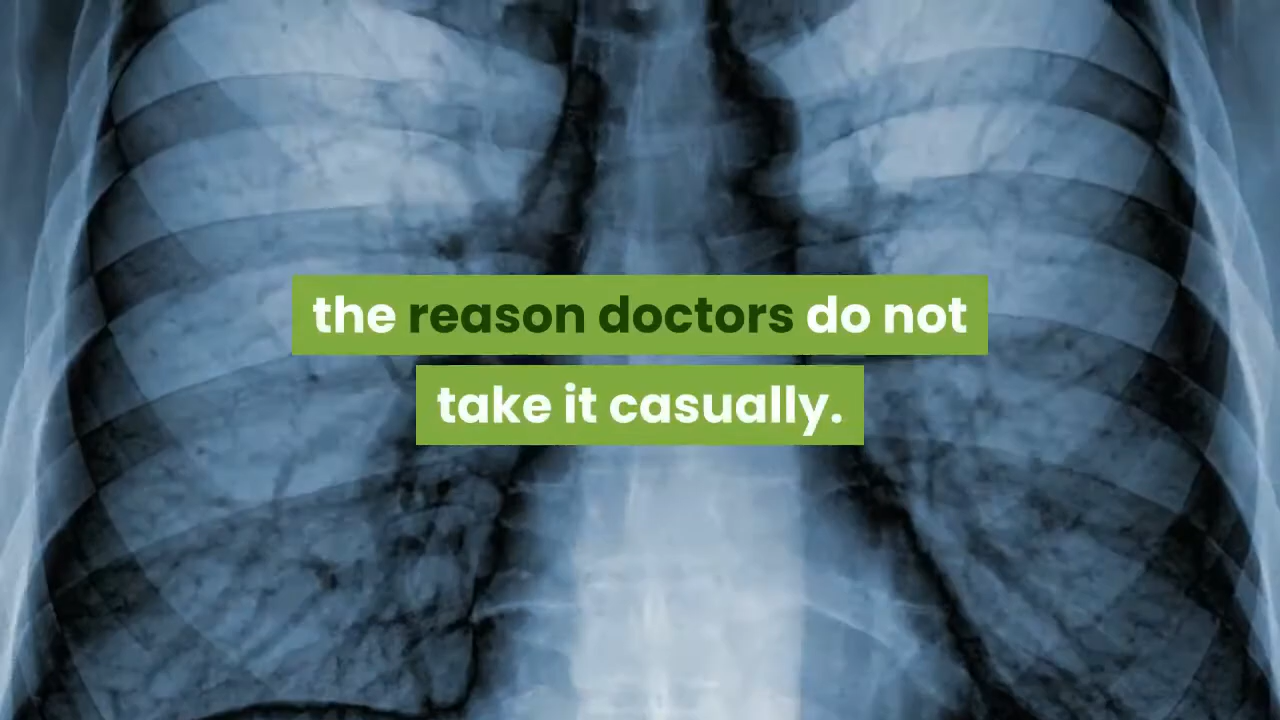 the reason doctors do not
take it casually.